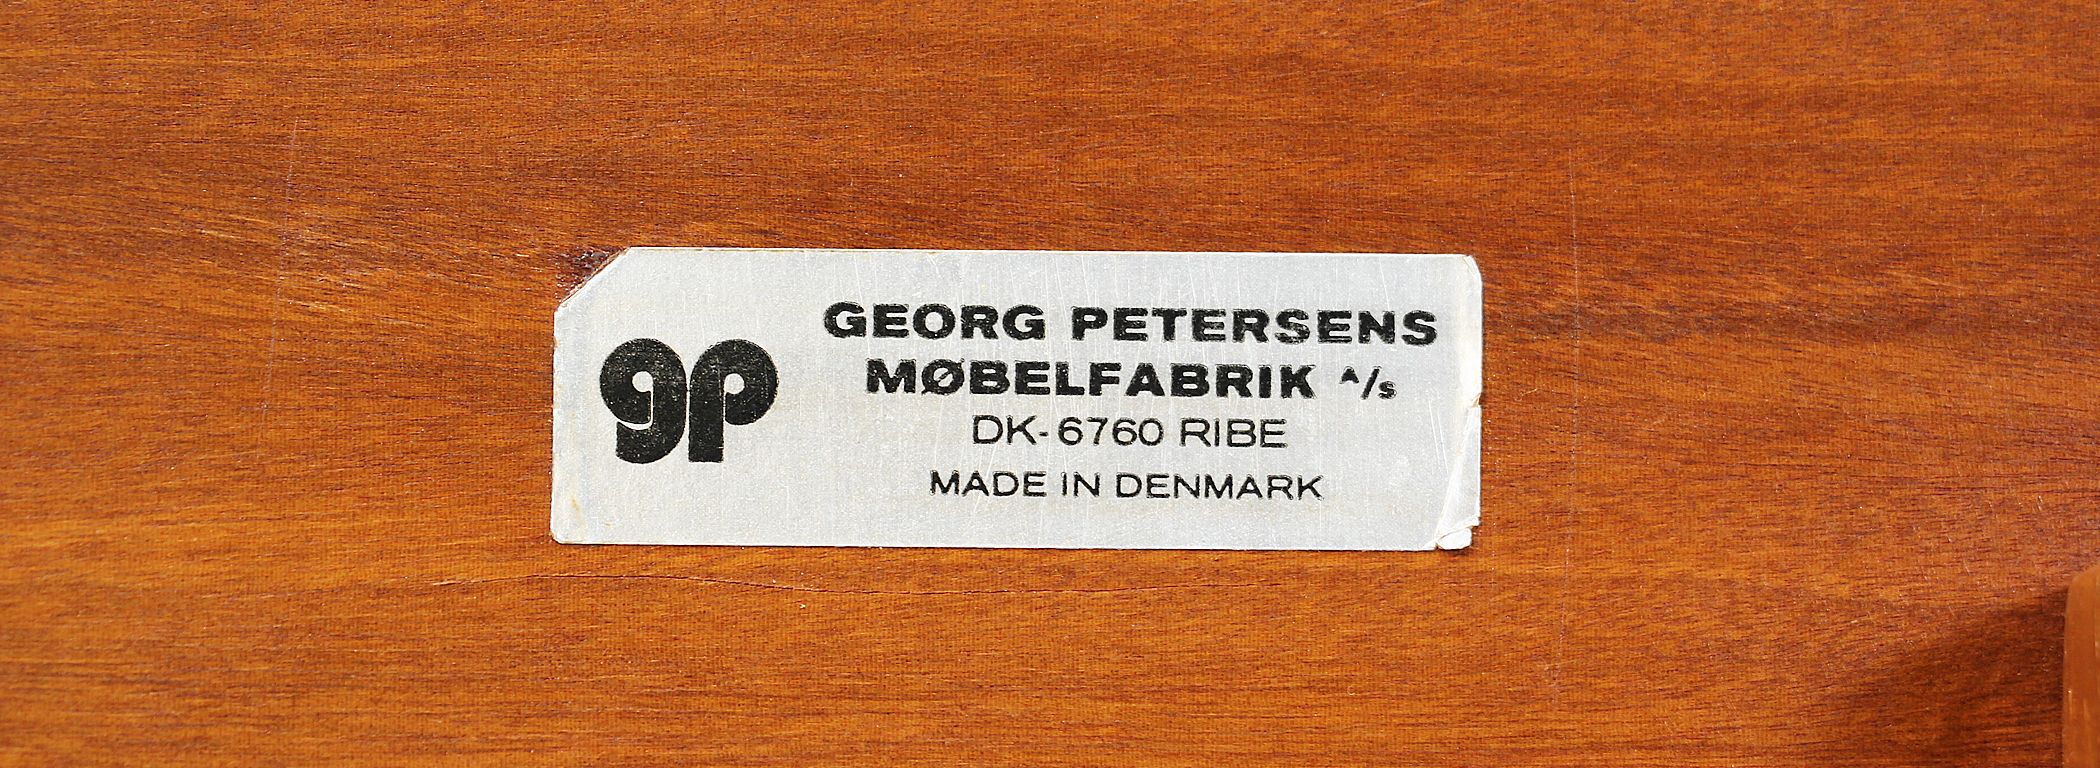 gp
GEORG PETERSENS
MØBELFABRIK A/S
DK-6760 RIBE
MADE IN DENMARK